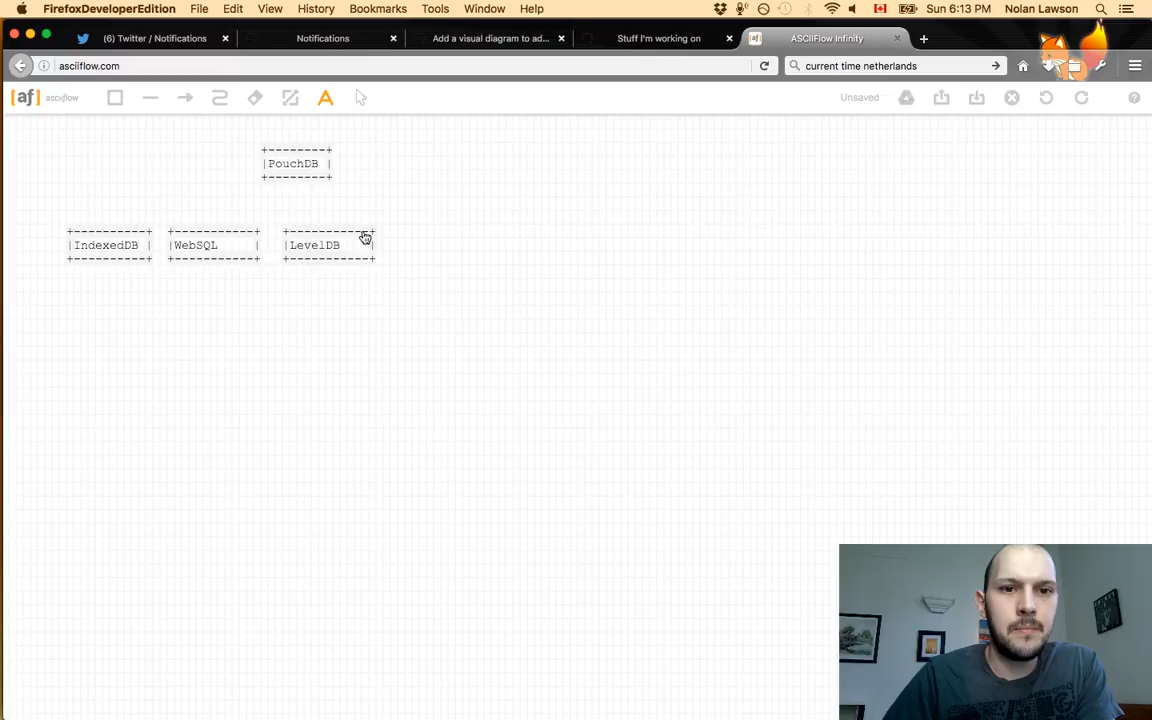 FirefoxDeveloperEdition File Edit View History Bookmarks Tools Window Help Sun 6:13 PM Nolan Lawson
(6) Twitter / Notifications Notifications Add a visual diagram to ad... Stuff I'm working on ASCIIFlow Infinity
asciiflow.com current time netherlands
[af] asciiflow A Unsaved
+--------+
|PouchDB |
+--------+
+----------+ +-----------+ +-----------+
|IndexedDB | |WebSQL | |LevelDB |
+----------+ +-----------+ +-----------+